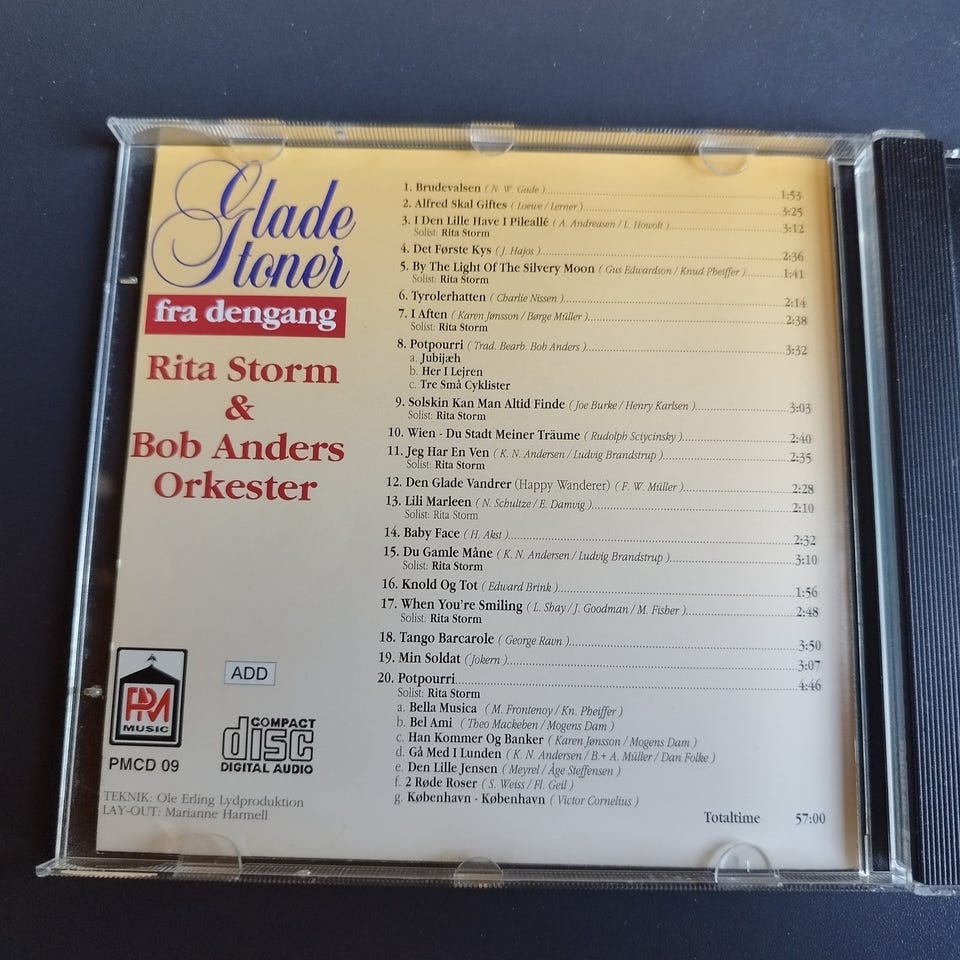 Glade
Toner
fra dengang
Rita Storm
&
Bob Anders
Orkester
1. Brudevalsen ( N. W. Gade ) 1:53
2. Alfred Skal Giftes ( Loewe / Lerner ) 3:25
3. I Den Lille Have I Pileallé ( A. Andreasen / L. Howolt ) 3:12
Solist: Rita Storm
4. Det Første Kys ( J. Hajos ) 2:36
5. By The Light Of The Silvery Moon ( Gus Edwardson / Knud Pheiffer ) 1:41
Solist: Rita Storm
6. Tyrolerhatten ( Charlie Nissen ) 2:14
7. I Aften ( Karen Jønsson / Børge Müller ) 2:38
Solist: Rita Storm
8. Potpourri ( Trad. Bearb. Bob Anders ) 3:32
a. Jubijæh
b. Her I Lejren
c. Tre Små Cyklister
9. Solskin Kan Man Altid Finde ( Joe Burke / Henry Karlsen ) 3:03
Solist: Rita Storm
10. Wien - Du Stadt Meiner Träume ( Rudolph Sciycinsky ) 2:40
11. Jeg Har En Ven ( K. N. Andersen / Ludvig Brandstrup ) 2:35
Solist: Rita Storm
12. Den Glade Vandrer (Happy Wanderer) ( F. W. Müller ) 2:28
13. Lili Marleen ( N. Schultze / E. Damvig ) 2:10
Solist: Rita Storm
14. Baby Face ( H. Akst ) 2:32
15. Du Gamle Måne ( K. N. Andersen / Ludvig Brandstrup ) 3:10
Solist: Rita Storm
16. Knold Og Tot ( Edward Brink ) 1:56
17. When You're Smiling ( L. Shay / J. Goodman / M. Fisher ) 2:48
Solist: Rita Storm
18. Tango Barcarole ( George Ravn ) 3:50
19. Min Soldat ( Jokern ) 3:07
20. Potpourri 4:46
Solist: Rita Storm
a. Bella Musica ( M. Frontenoy / Kn. Pheiffer )
b. Bel Ami ( Theo Mackeben / Mogens Dam )
c. Han Kommer Og Banker ( Karen Jønsson / Mogens Dam )
d. Gå Med I Lunden ( K. N. Andersen / B.+ A. Müller / Dan Folke )
e. Den Lille Jensen ( Meyrel / Åge Steffensen )
f. 2 Røde Roser ( S. Weiss / Fl. Geil )
g. København - København ( Victor Cornelius )
Totaltime 57:00
PM
MUSIC
PMCD 09
ADD
COMPACT
disc
DIGITAL AUDIO
TEKNIK: Ole Erling Lydproduktion
LAY-OUT: Marianne Harmell